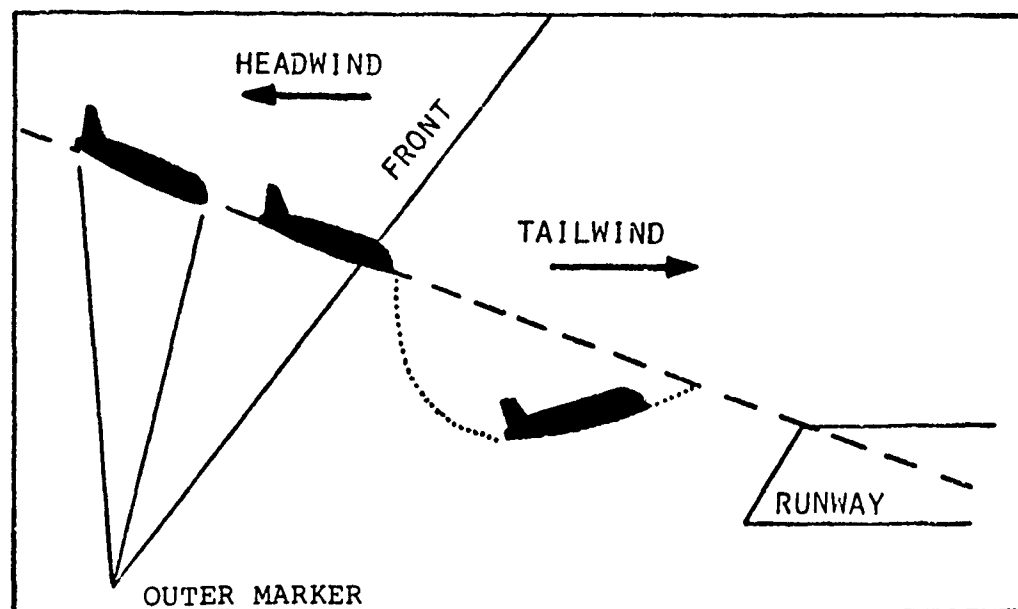 HEADWIND
FRONT
TAILWIND
RUNWAY
OUTER MARKER